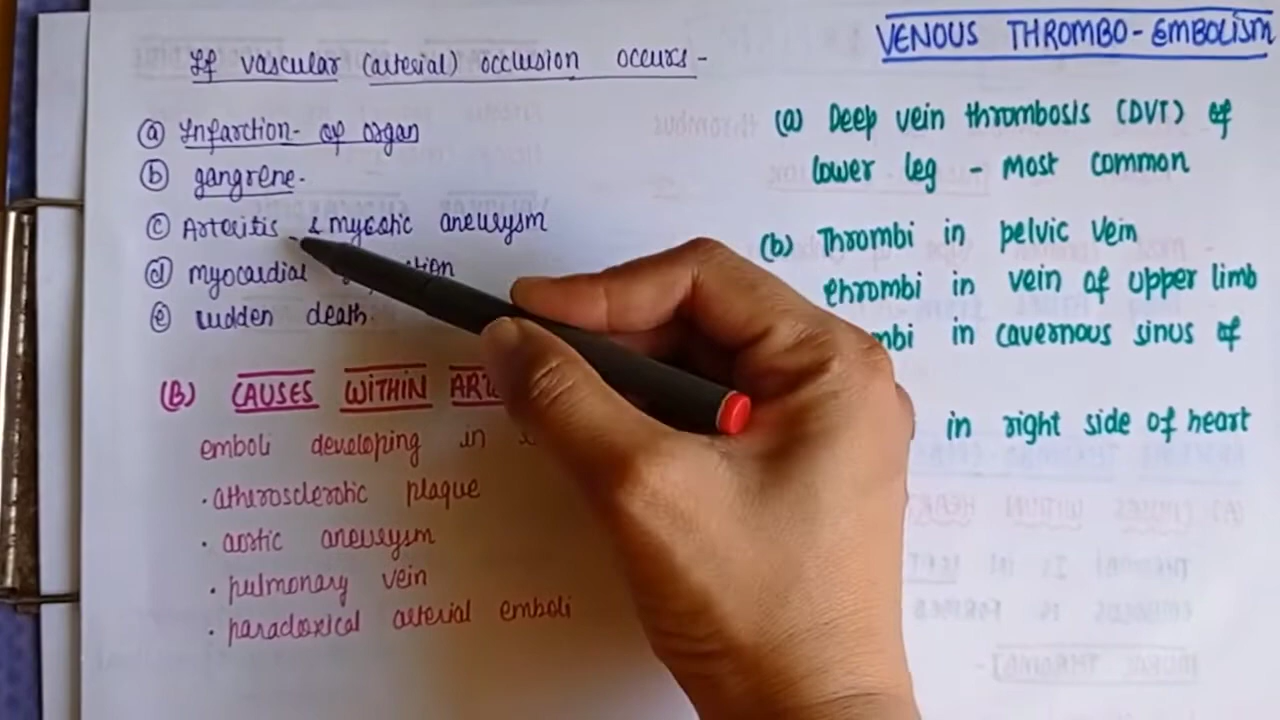 If vascular (arterial) occlusion occurs -
(a) Infarction - of organ
(b) gangrene -
(c) Arteritis & mycotic aneurysm
(d) myocardial
(e) sudden death
(B) CAUSES WITHIN
emboli developing in
· atherosclerotic plaque
· aortic aneurysm
· pulmonary vein
· paradoxical arterial emboli
VENOUS THROMBO-EMBOLISM
(a) Deep vein thrombosis (DVT) of
lower leg - most common
(b) Thrombi in pelvic vein
thrombi in vein of upper limb
in cavernous sinus of
in right side of heart